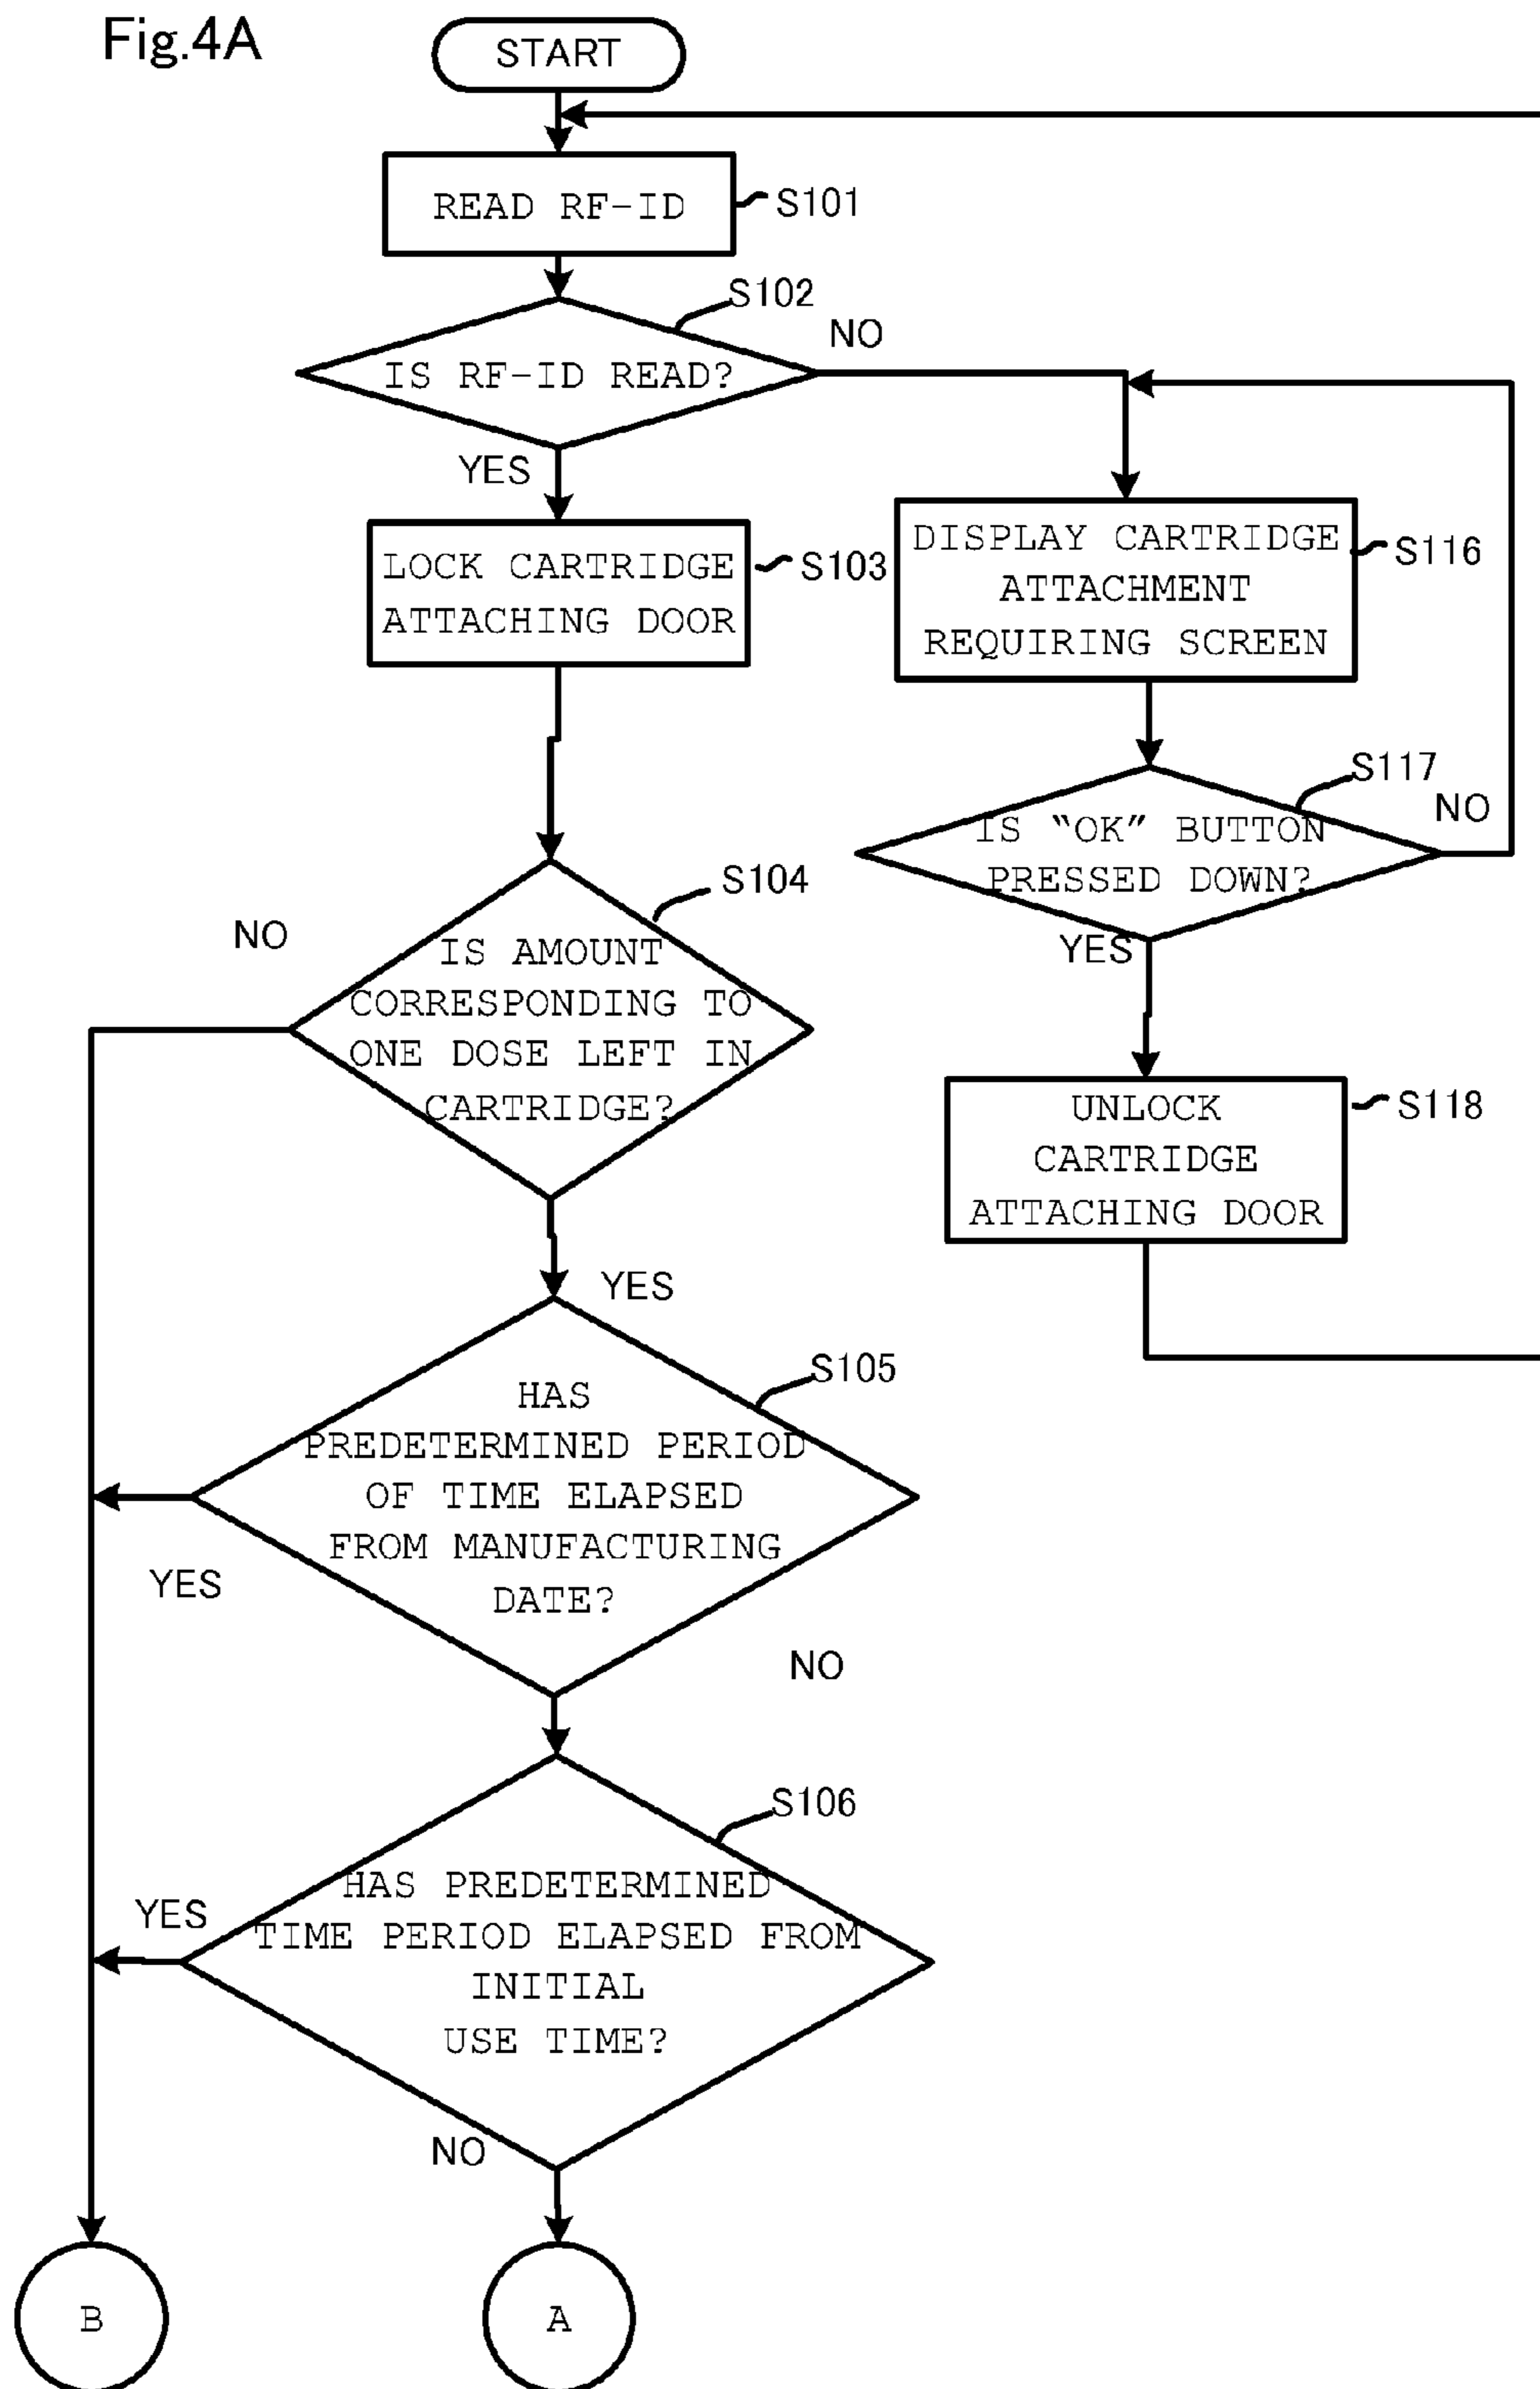 Fig.4A
START
READ RF-ID
S101
S102
IS RF-ID READ?
NO
YES
LOCK CARTRIDGE
ATTACHING DOOR
S103
DISPLAY CARTRIDGE
ATTACHMENT
REQUIRING SCREEN
S116
S117
IS “OK” BUTTON
PRESSED DOWN?
NO
YES
UNLOCK
CARTRIDGE
ATTACHING DOOR
S118
S104
NO
IS AMOUNT
CORRESPONDING TO
ONE DOSE LEFT IN
CARTRIDGE?
YES
S105
HAS
PREDETERMINED PERIOD
OF TIME ELAPSED
FROM MANUFACTURING
DATE?
YES
NO
S106
HAS PREDETERMINED
TIME PERIOD ELAPSED FROM
INITIAL
USE TIME?
YES
NO
B
A